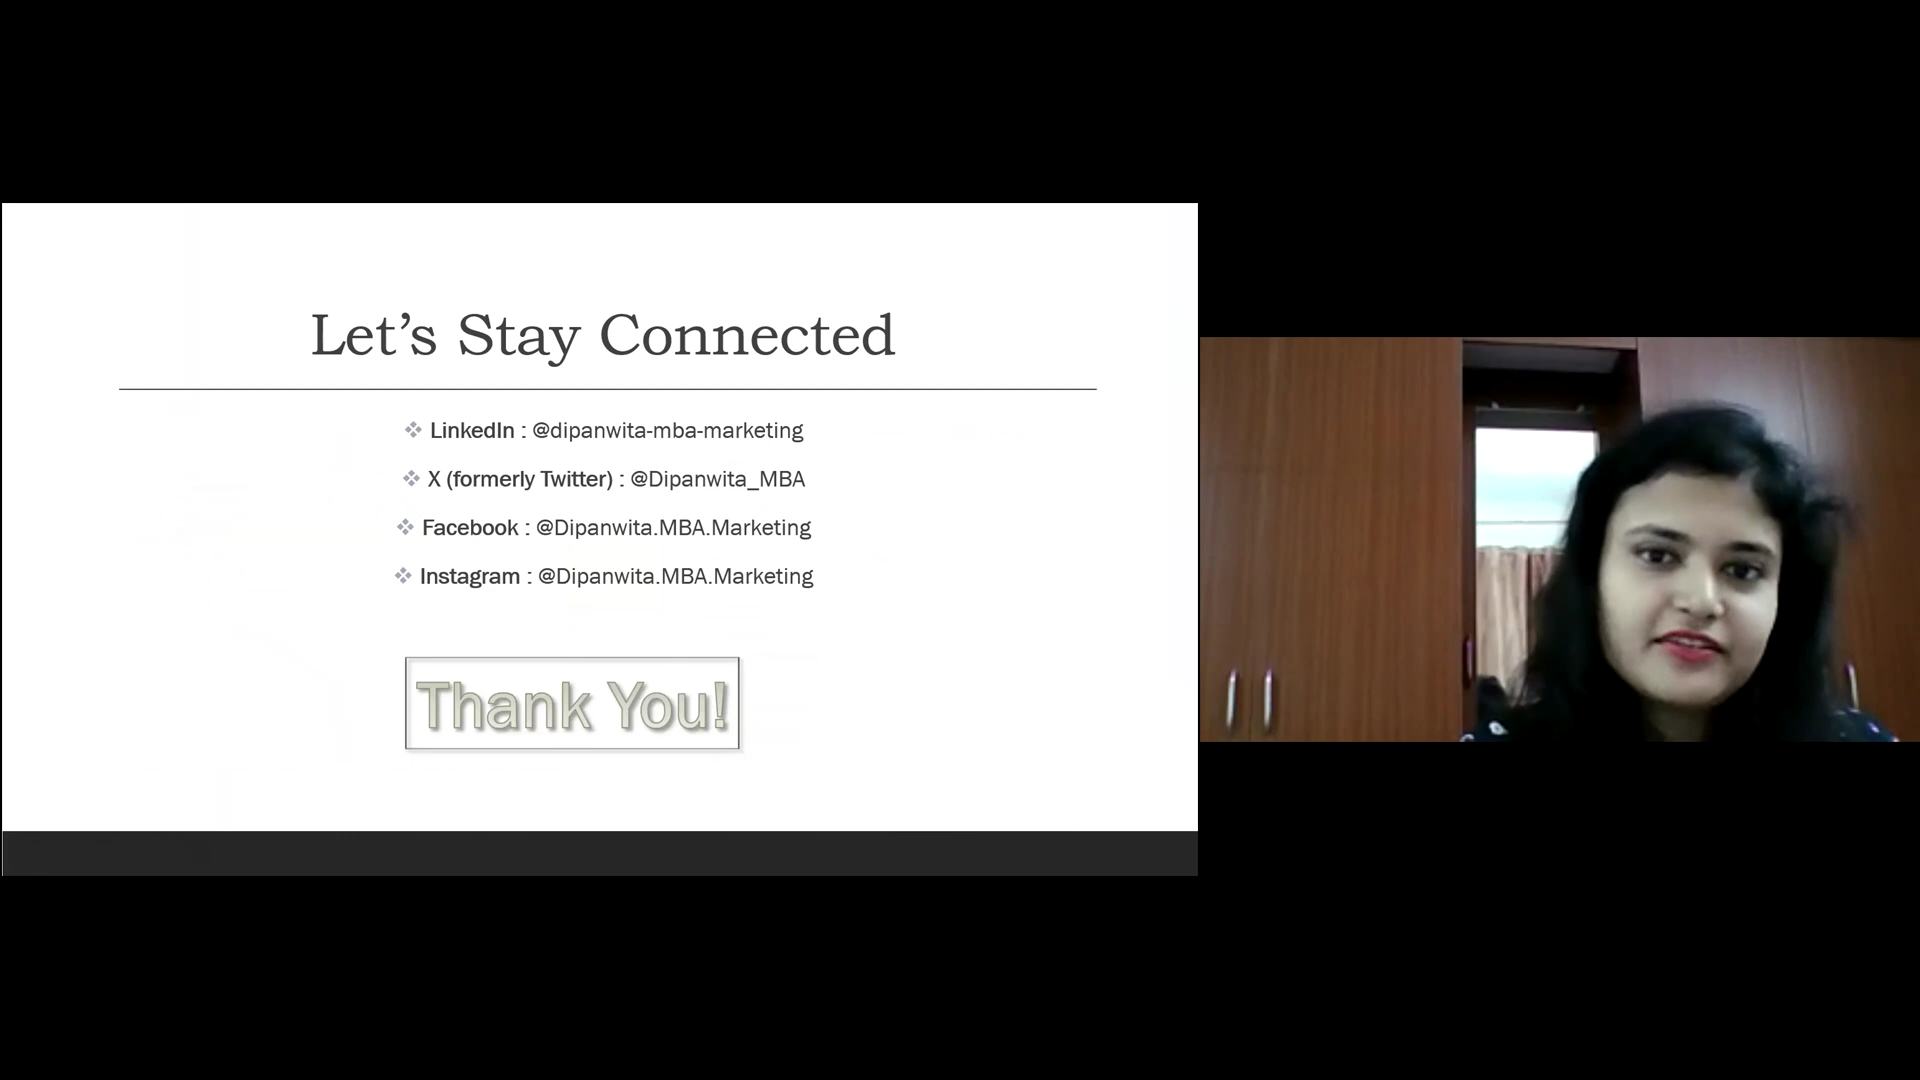 Let’s Stay Connected
LinkedIn : @dipanwita-mba-marketing
X (formerly Twitter) : @Dipanwita_MBA
Facebook : @Dipanwita.MBA.Marketing
Instagram : @Dipanwita.MBA.Marketing
Thank You!